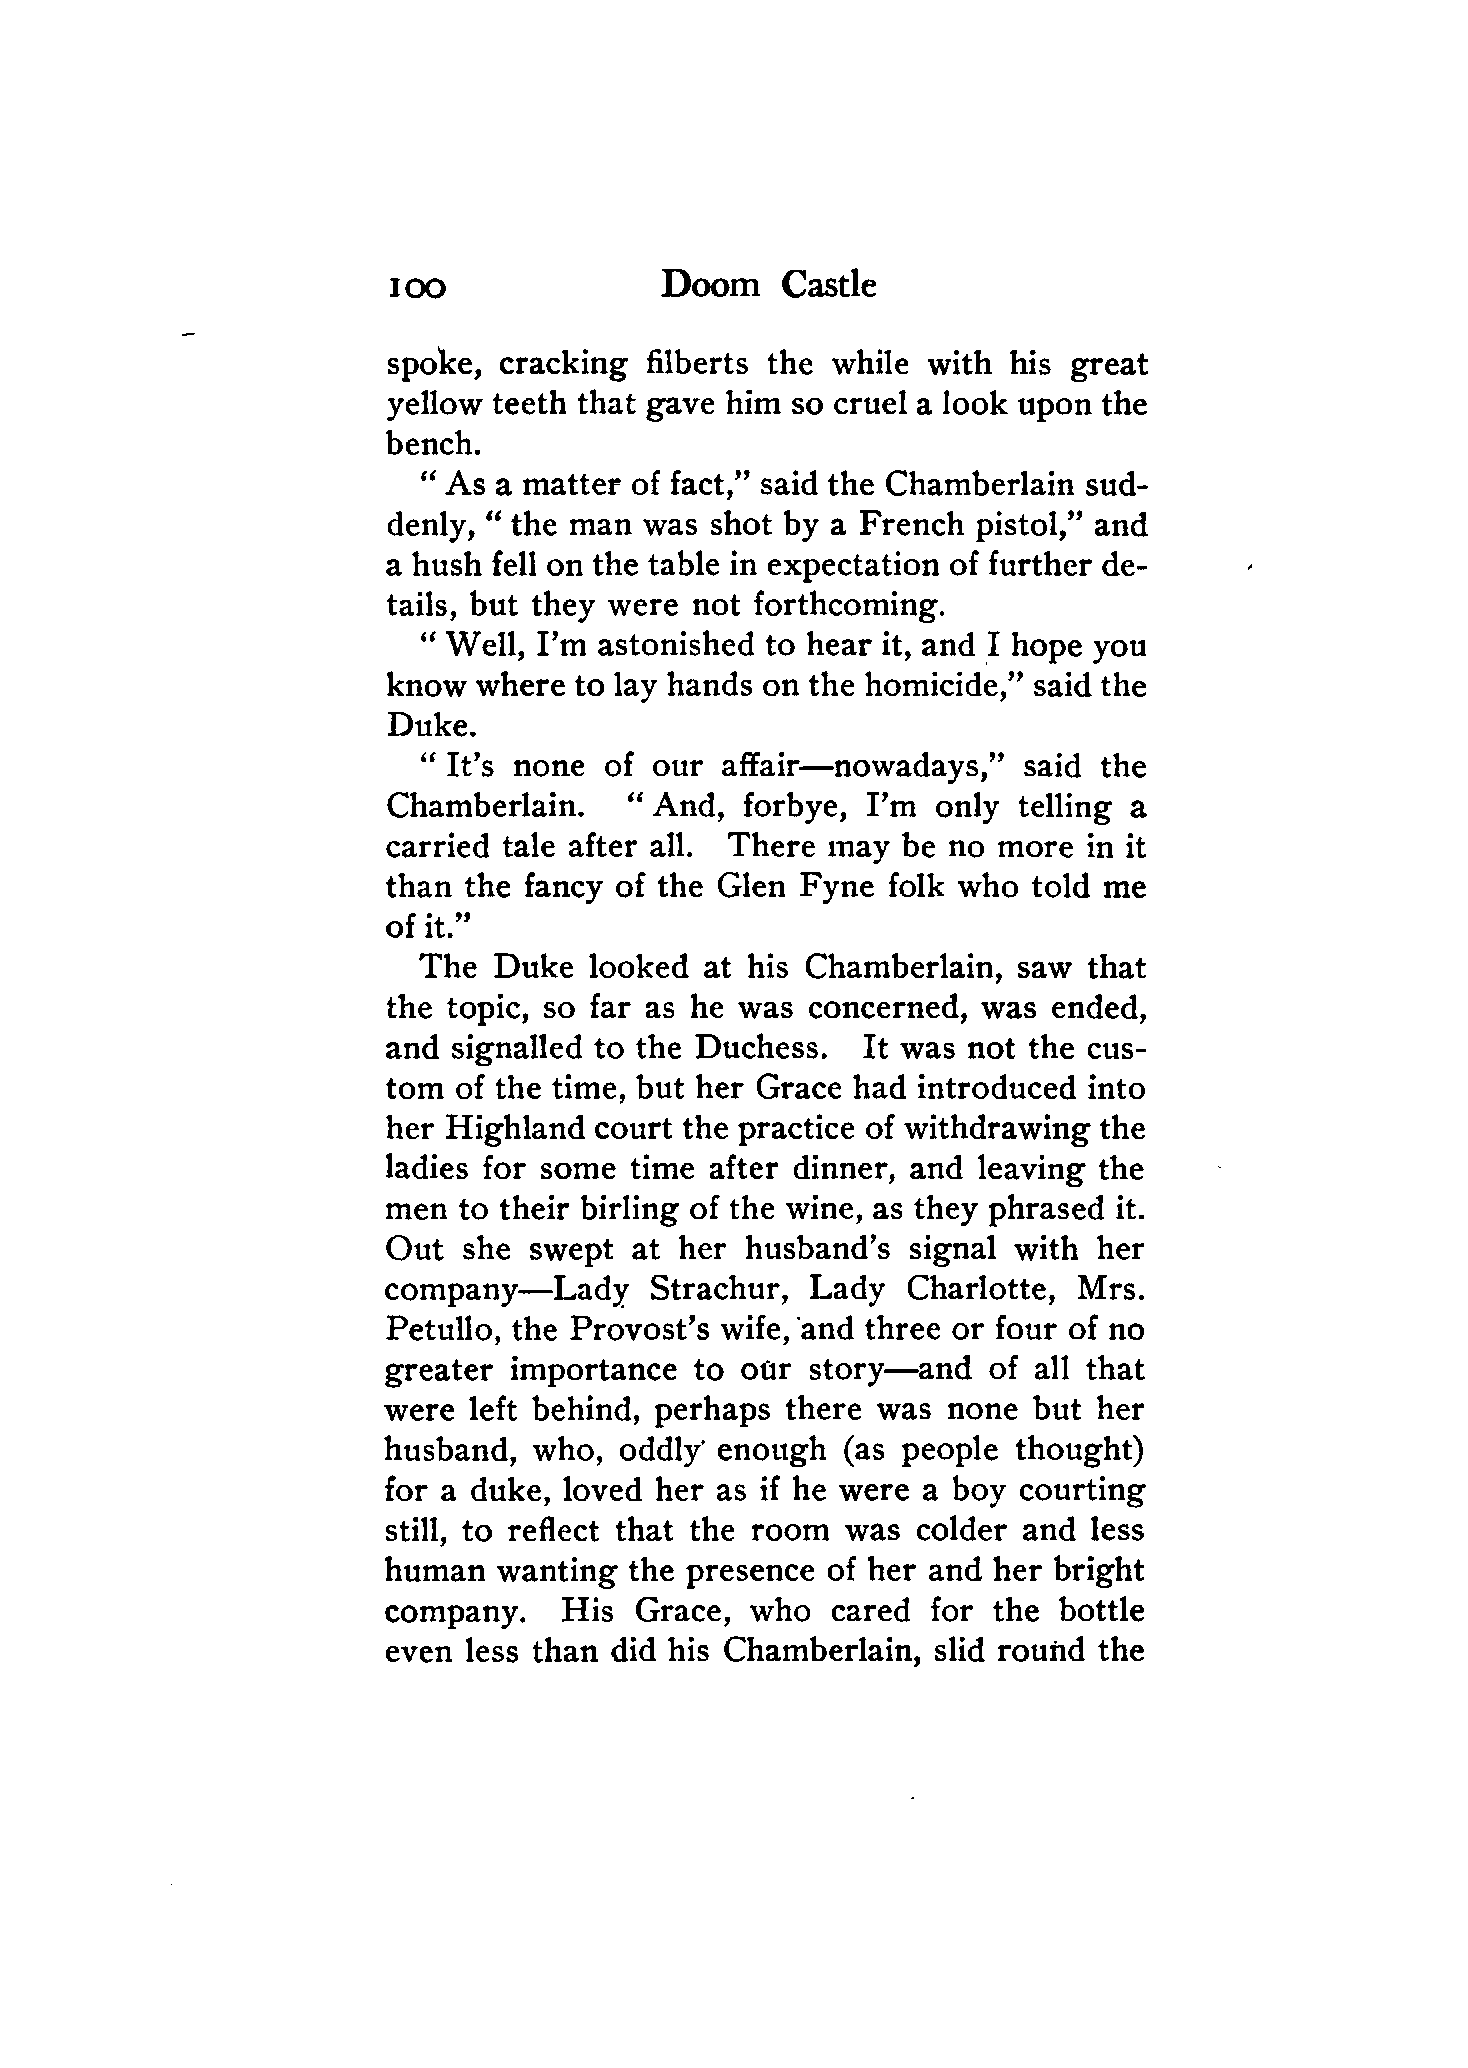 100 Doom Castle
spoke, cracking filberts the while with his great
yellow teeth that gave him so cruel a look upon the
bench.
" As a matter of fact," said the Chamberlain sud-
denly, " the man was shot by a French pistol," and
a hush fell on the table in expectation of further de-
tails, but they were not forthcoming.
" Well, I'm astonished to hear it, and I hope you
know where to lay hands on the homicide," said the
Duke.
" It's none of our affair—nowadays," said the
Chamberlain. " And, forbye, I'm only telling a
carried tale after all. There may be no more in it
than the fancy of the Glen Fyne folk who told me
of it."
The Duke looked at his Chamberlain, saw that
the topic, so far as he was concerned, was ended,
and signalled to the Duchess. It was not the cus-
tom of the time, but her Grace had introduced into
her Highland court the practice of withdrawing the
ladies for some time after dinner, and leaving the
men to their birling of the wine, as they phrased it.
Out she swept at her husband's signal with her
company—Lady Strachur, Lady Charlotte, Mrs.
Petullo, the Provost's wife, and three or four of no
greater importance to our story—and of all that
were left behind, perhaps there was none but her
husband, who, oddly enough (as people thought)
for a duke, loved her as if he were a boy courting
still, to reflect that the room was colder and less
human wanting the presence of her and her bright
company. His Grace, who cared for the bottle
even less than did his Chamberlain, slid round the